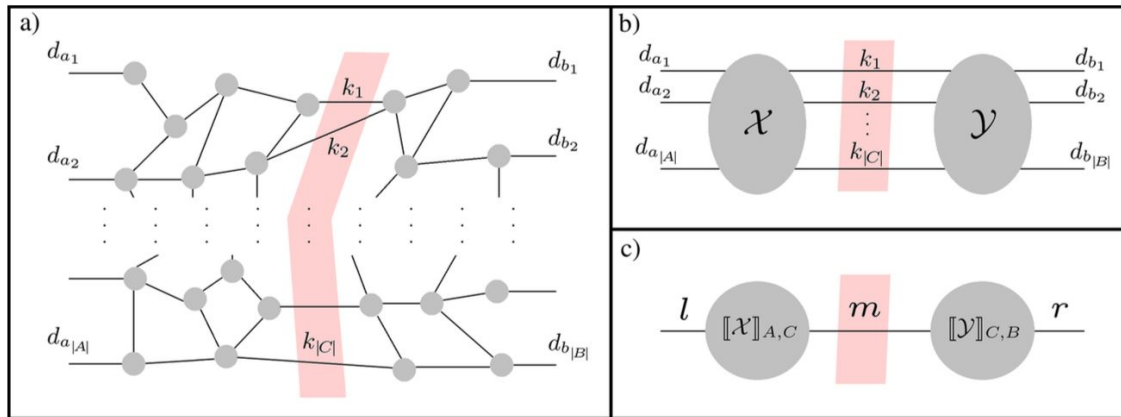 a)
d_{a_1}
d_{a_2}
d_{a_{|A|}}
k_1
k_2
k_{|C|}
d_{b_1}
d_{b_2}
d_{b_{|B|}}
b)
d_{a_1}
d_{a_2}
d_{a_{|A|}}
𝒳
k_1
k_2
k_{|C|}
𝒴
d_{b_1}
d_{b_2}
d_{b_{|B|}}
c)
l
⟦𝒳⟧_{A,C}
m
⟦𝒴⟧_{C,B}
r